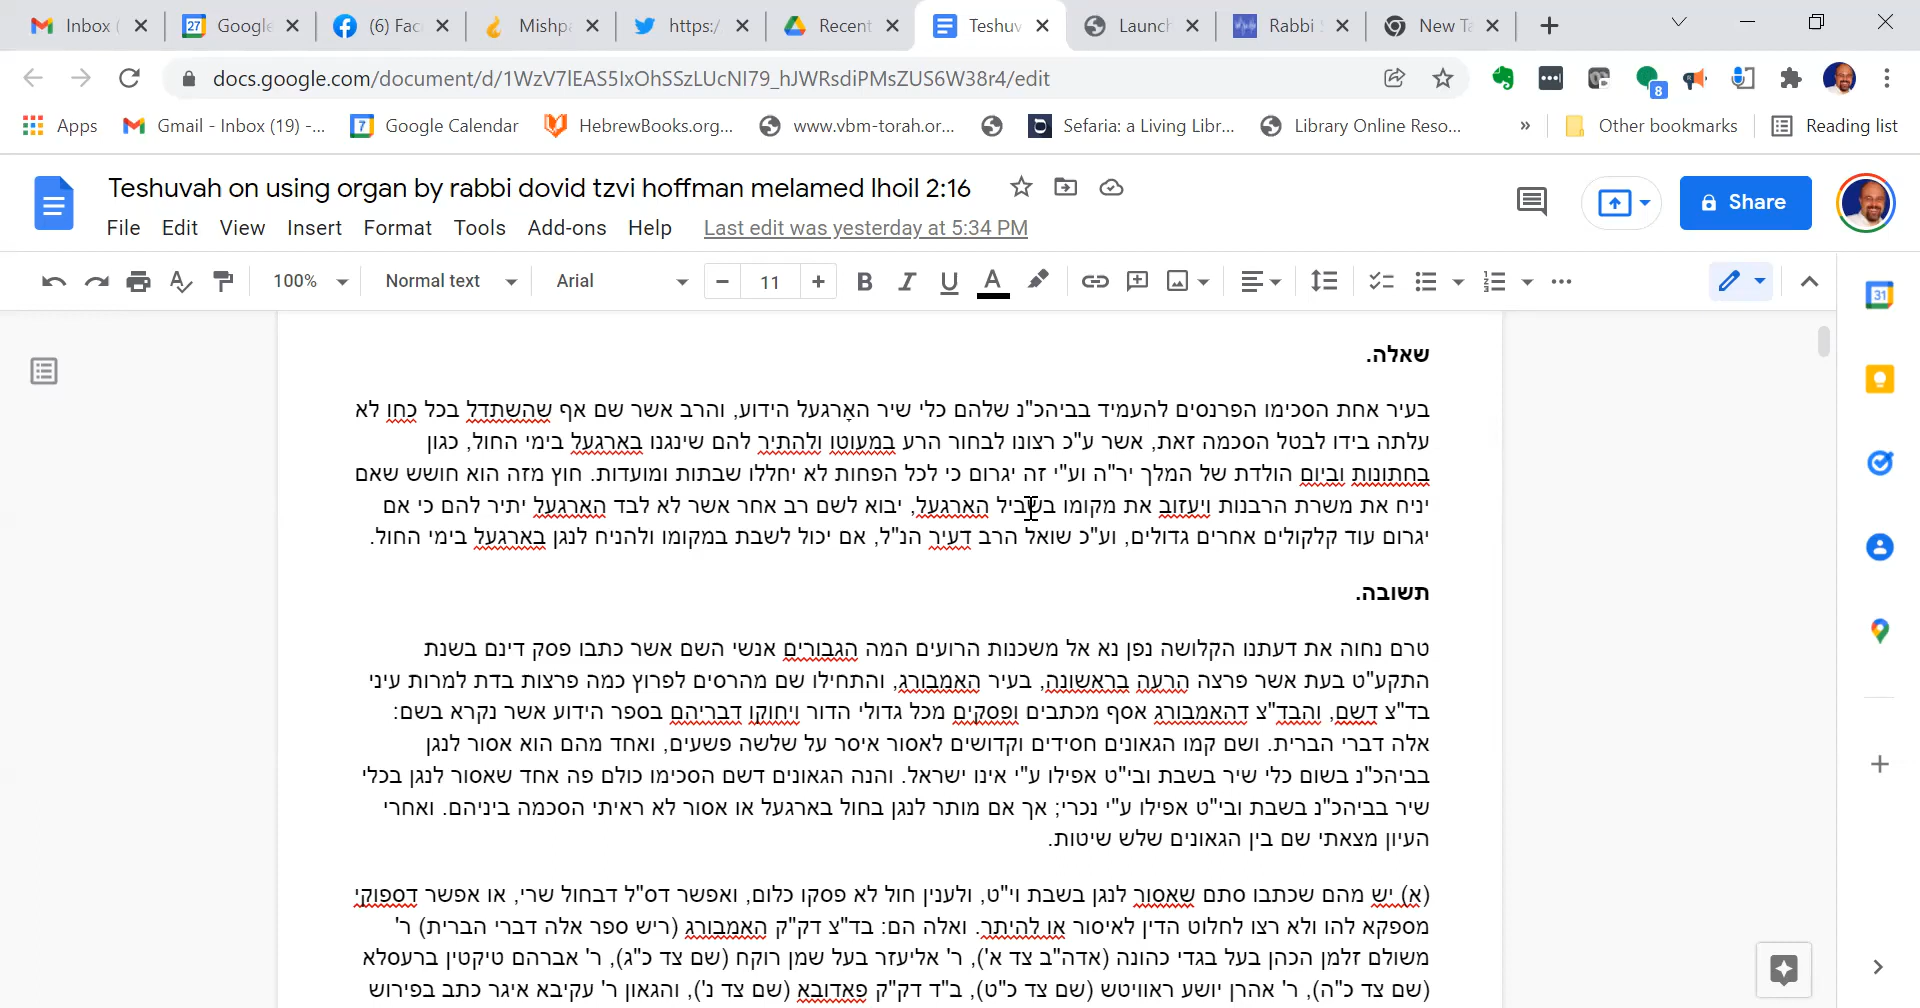 Inbox (
Google
(6) Fac
Mishpa
https:/
Recent
Teshuv
Launch
Rabbi
New Ta
docs.google.com/document/d/1WzV7lEAS5IxOhSSzLUcNI79_hJWRsdiPMsZUS6W38r4/edit
8
Apps
Gmail - Inbox (19) -...
Google Calendar
HebrewBooks.org...
www.vbm-torah.or...
Sefaria: a Living Libr...
Library Online Reso...
»
Other bookmarks
Reading list
Teshuvah on using organ by rabbi dovid tzvi hoffman melamed lhoil 2:16
Share
File Edit View Insert Format Tools Add-ons Help Last edit was yesterday at 5:34 PM
100% Normal text Arial 11 B I U A
שאלה.
בעיר אחת הסכימו הפרנסים להעמיד בביהכ"נ שלהם כלי שיר האָרגעל הידוע, והרב אשר שם אף שהשתדל בכל כחו לא
עלתה בידו לבטל הסכמה זאת, אשר ע"כ רצונו לבחור הרע במעוטו ולהתיר להם שינגנו בארגעל בימי החול, כגון
בחתונות וביום הולדת של המלך יר"ה וע"י זה יגרום כי לכל הפחות לא יחללו שבתות ומועדות. חוץ מזה הוא חושש שאם
יניח את משרת הרבנות ויעזוב את מקומו בשביל הארגעל, יבוא לשם רב אחר אשר לא לבד הארגעל יתיר להם כי אם
יגרום עוד קלקולים אחרים גדולים, וע"כ שואל הרב דעיר הנ"ל, אם יכול לשבת במקומו ולהניח לנגן בארגעל בימי החול.
תשובה.
טרם נחוה את דעתנו הקלושה נפן נא אל משכנות הרועים המה הגבורים אנשי השם אשר כתבו פסק דינם בשנת
התקע"ט בעת אשר פרצה הרעה בראשונה, בעיר האמבורג, והתחילו שם מהרסים לפרוץ כמה פרצות בדת למרות עיני
בד"צ דשם, והבד"צ דהאמבורג אסף מכתבים ופסקים מכל גדולי הדור ויחוקו דבריהם בספר הידוע אשר נקרא בשם:
אלה דברי הברית. ושם קמו הגאונים חסידים וקדושים לאסור איסר על שלשה פשעים, ואחד מהם הוא אסור לנגן
בביהכ"נ בשום כלי שיר בשבת ובי"ט אפילו ע"י אינו ישראל. והנה הגאונים דשם הסכימו כולם פה אחד שאסור לנגן בכלי
שיר בביהכ"נ בשבת ובי"ט אפילו ע"י נכרי; אך אם מותר לנגן בחול בארגעל או אסור לא ראיתי הסכמה ביניהם. ואחרי
העיון מצאתי שם בין הגאונים שלש שיטות.
(א) יש מהם שכתבו סתם שאסור לנגן בשבת וי"ט, ולענין חול לא פסקו כלום, ואפשר דס"ל דבחול שרי, או אפשר דספוקי
מספקא להו ולא רצו לחלוט הדין לאיסור או להיתר. ואלה הם: בד"צ דק"ק האמבורג (ריש ספר אלה דברי הברית) ר'
משולם זלמן הכהן בעל בגדי כהונה (אדה"ב צד א'), ר' אליעזר בעל שמן רוקח (שם צד כ"ג), ר' אברהם טיקטין ברעסלא
(שם צד כ"ה), ר' אהרן יושע ראוויטש (שם צד כ"ט), ב"ד דק"ק פאדובא (שם צד נ'), והגאון ר' עקיבא איגר כתב בפירוש